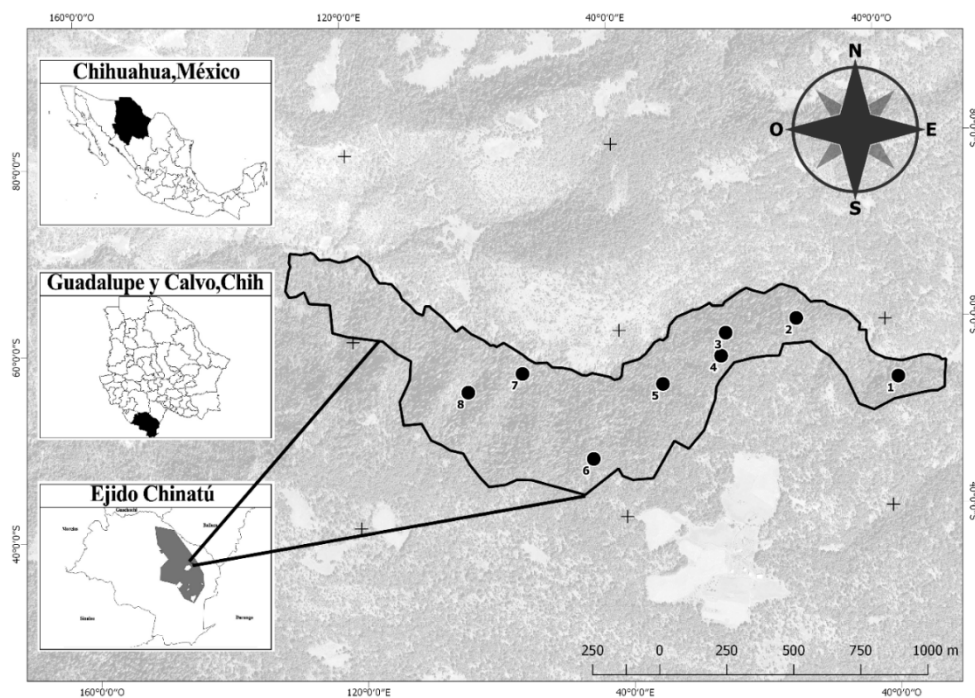 160°0'0"O 120°0'0"O 40°0'0"E 40°0'0"O
Chihuahua,México
80°0'0"S
N
O E
S
Guadalupe y Calvo,Chih
60°0'0"S
1
2
3
4
5
6
7
8
Ejido Chinatú
40°0'0"S
Sinaloa
Durango
250 0 250 500 750 1000 m
160°0'0"O 120°0'0"O 40°0'0"E 40°0'0"O